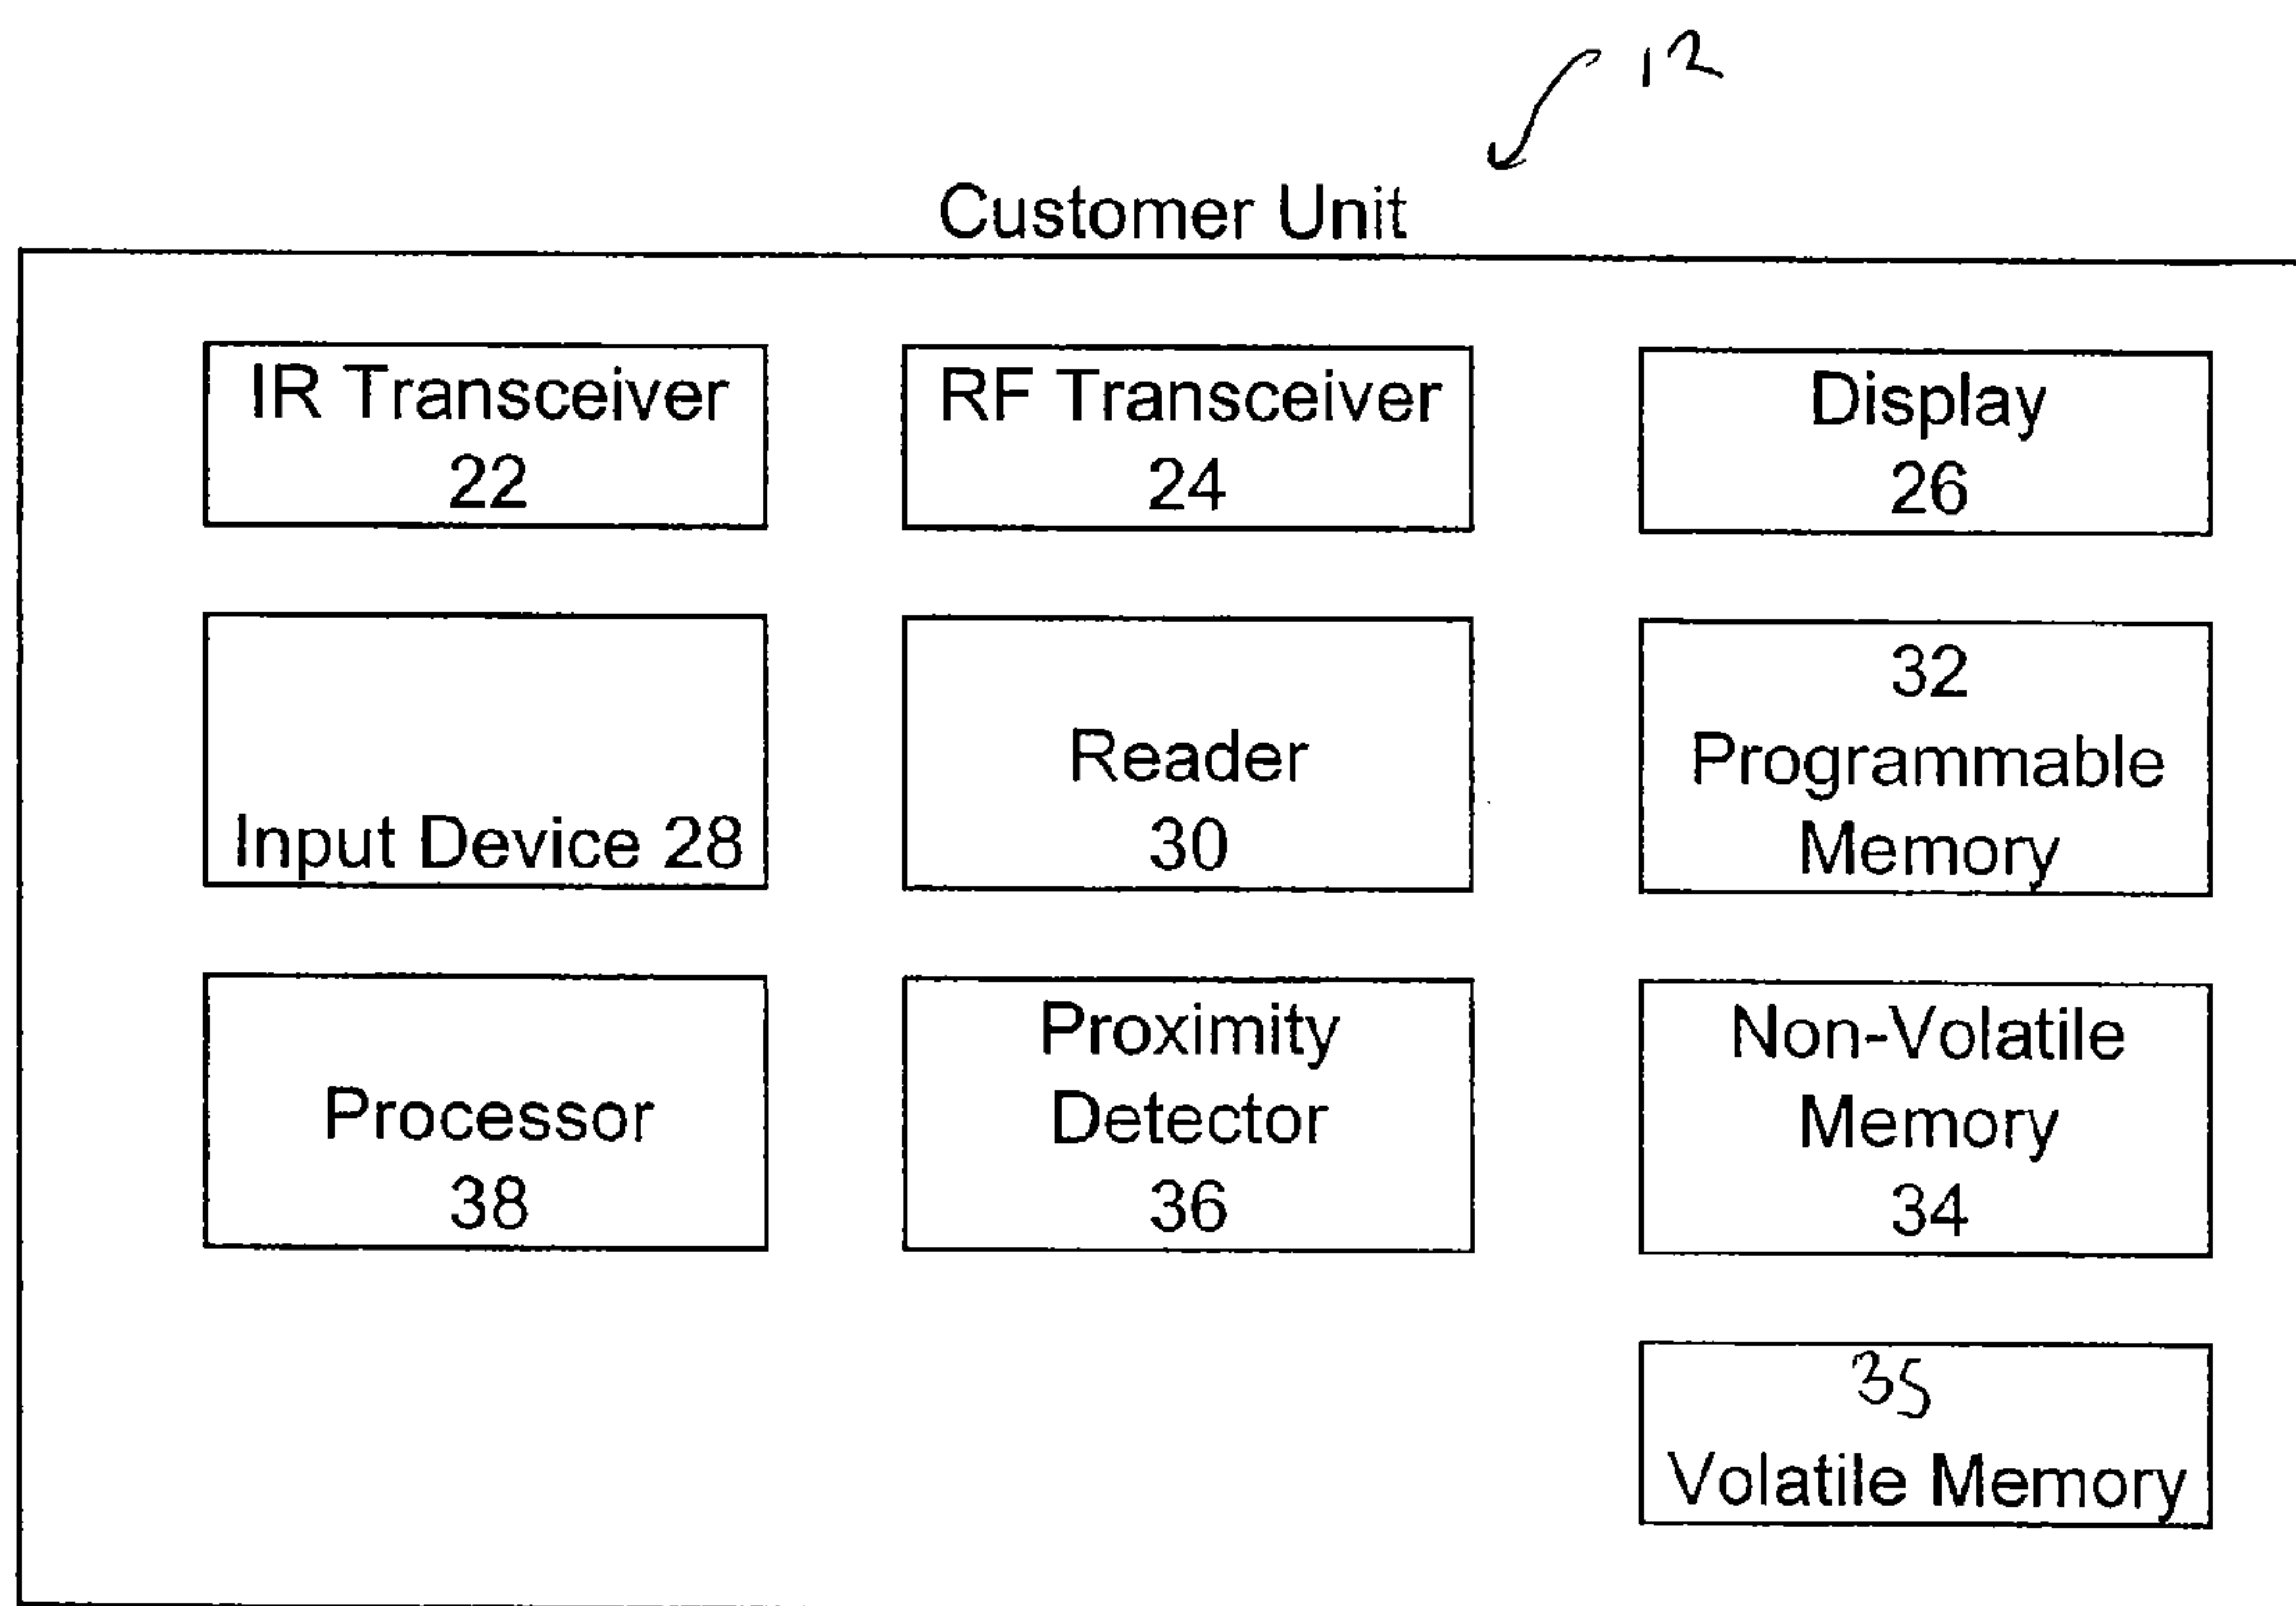 12
Customer Unit
IR Transceiver
22
RF Transceiver
24
Display
26
Input Device 28
Reader
30
32
Programmable
Memory
Processor
38
Proximity
Detector
36
Non-Volatile
Memory
34
35
Volatile Memory